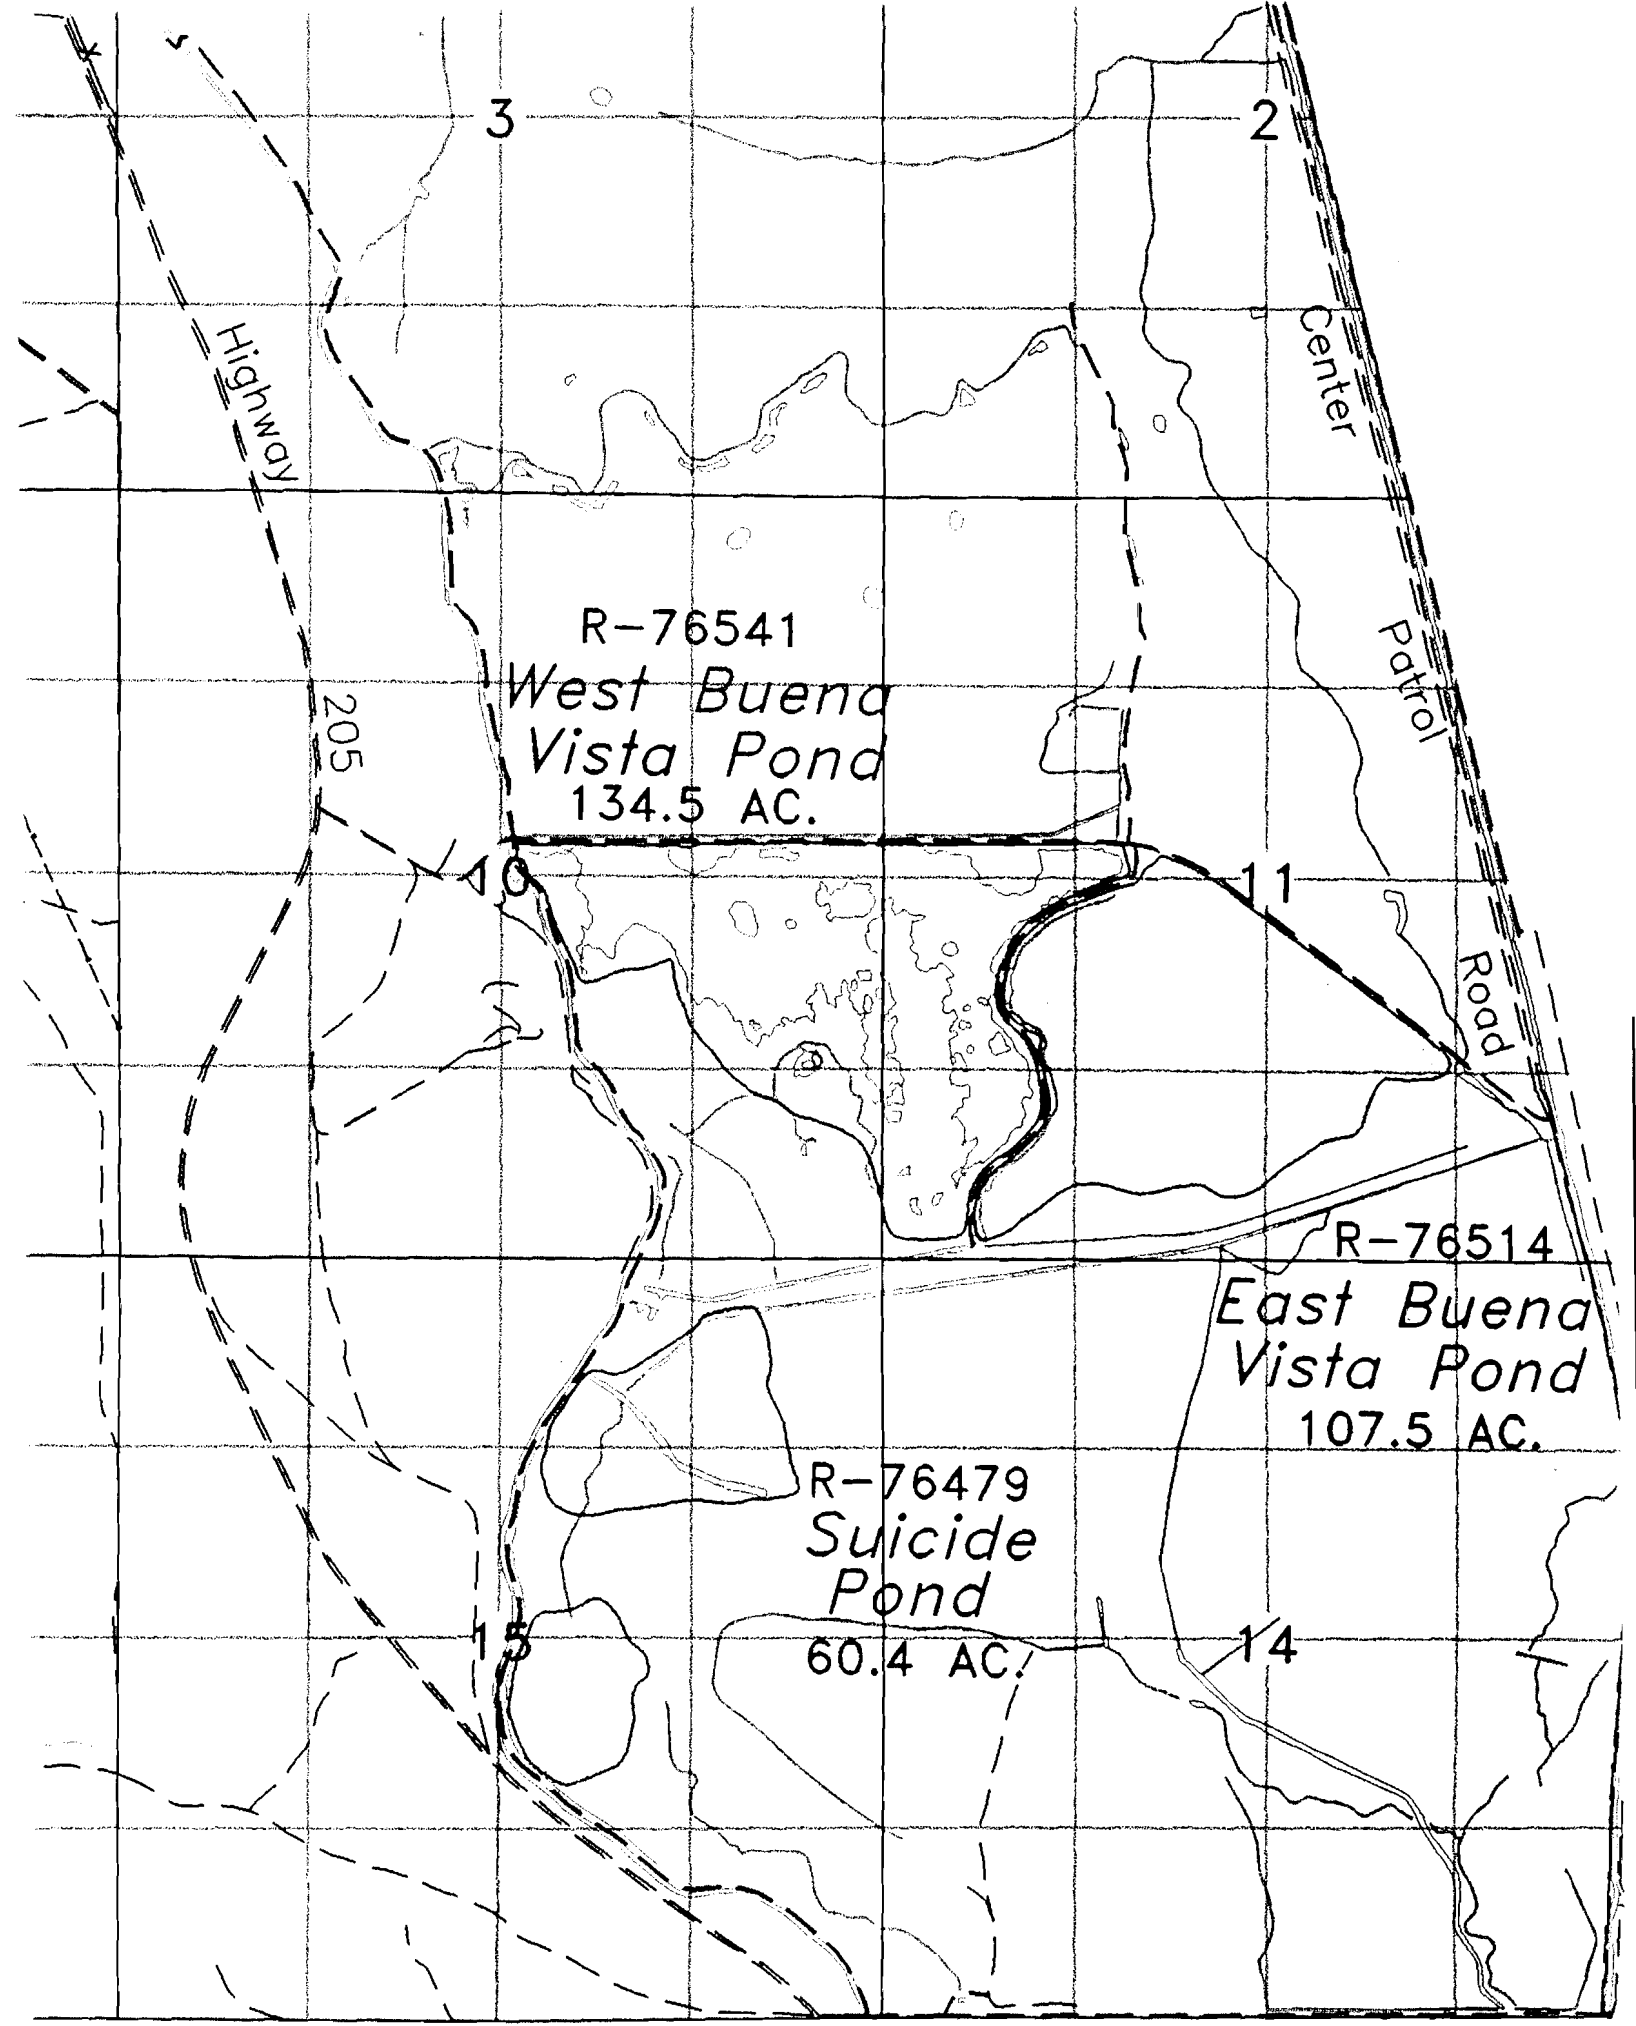 3
2
Highway
205
Center
Patrol
Road
R-76541
West Buena
Vista Pond
134.5 AC.
10
11
R-76514
East Buena
Vista Pond
107.5 AC.
R-76479
Suicide
Pond
60.4 AC.
15
14